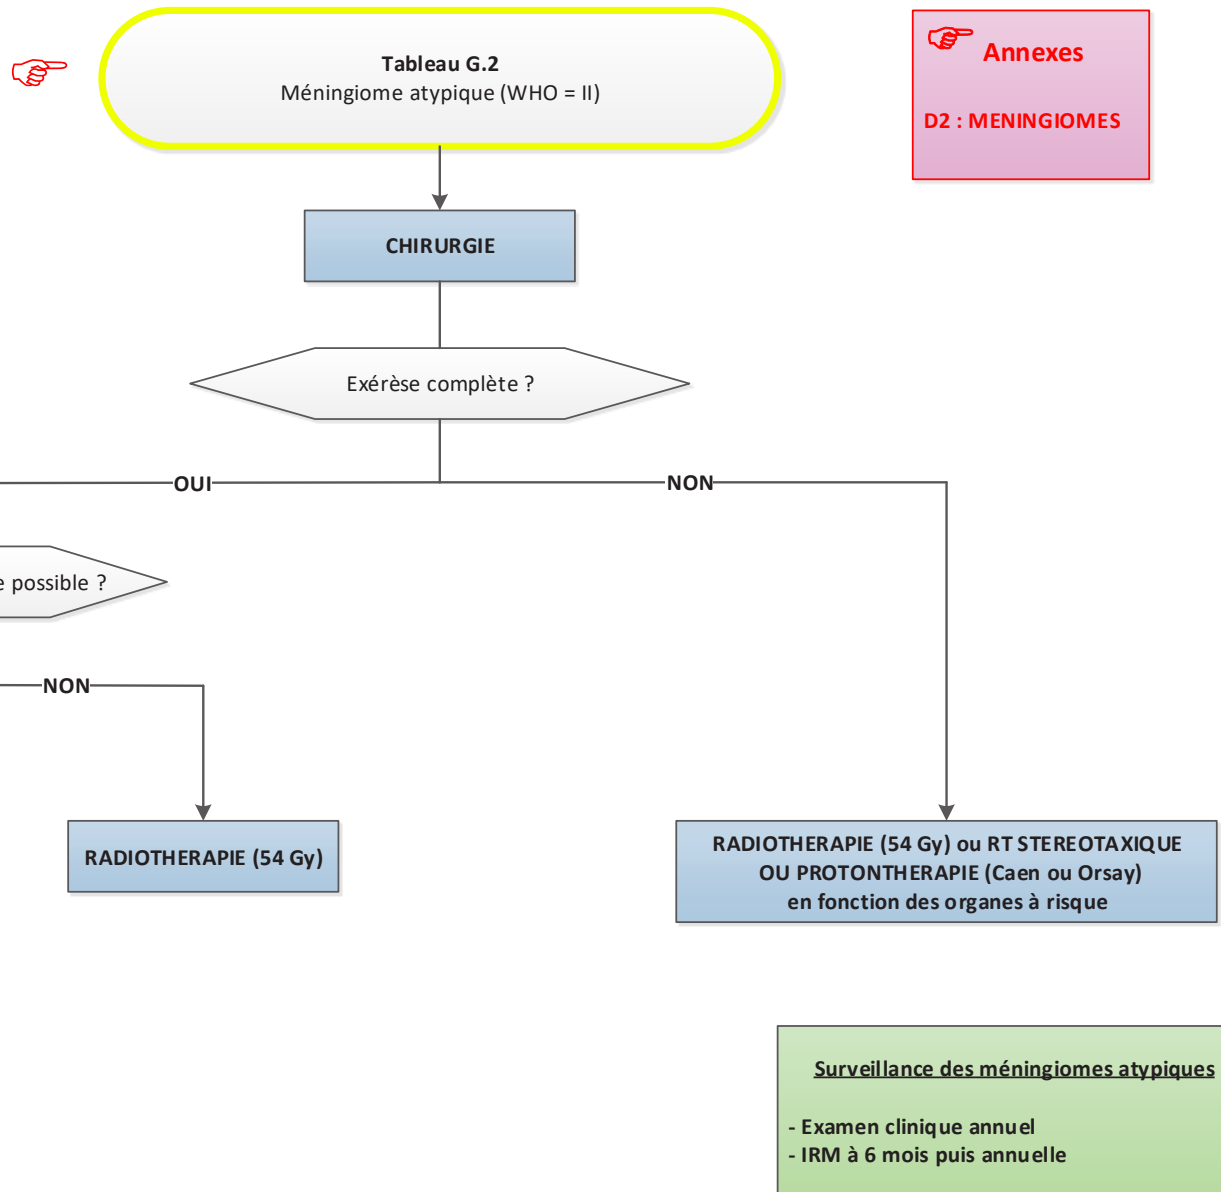 Tableau G.2
Méningiome atypique (WHO = II)
Annexes
D2 : MENINGIOMES
CHIRURGIE
Exérèse complète ?
OUI
NON
possible ?
NON
RADIOTHERAPIE (54 Gy)
RADIOTHERAPIE (54 Gy) ou RT STEREOTAXIQUE
OU PROTONTHERAPIE (Caen ou Orsay)
en fonction des organes à risque
Surveillance des méningiomes atypiques
- Examen clinique annuel
- IRM à 6 mois puis annuelle